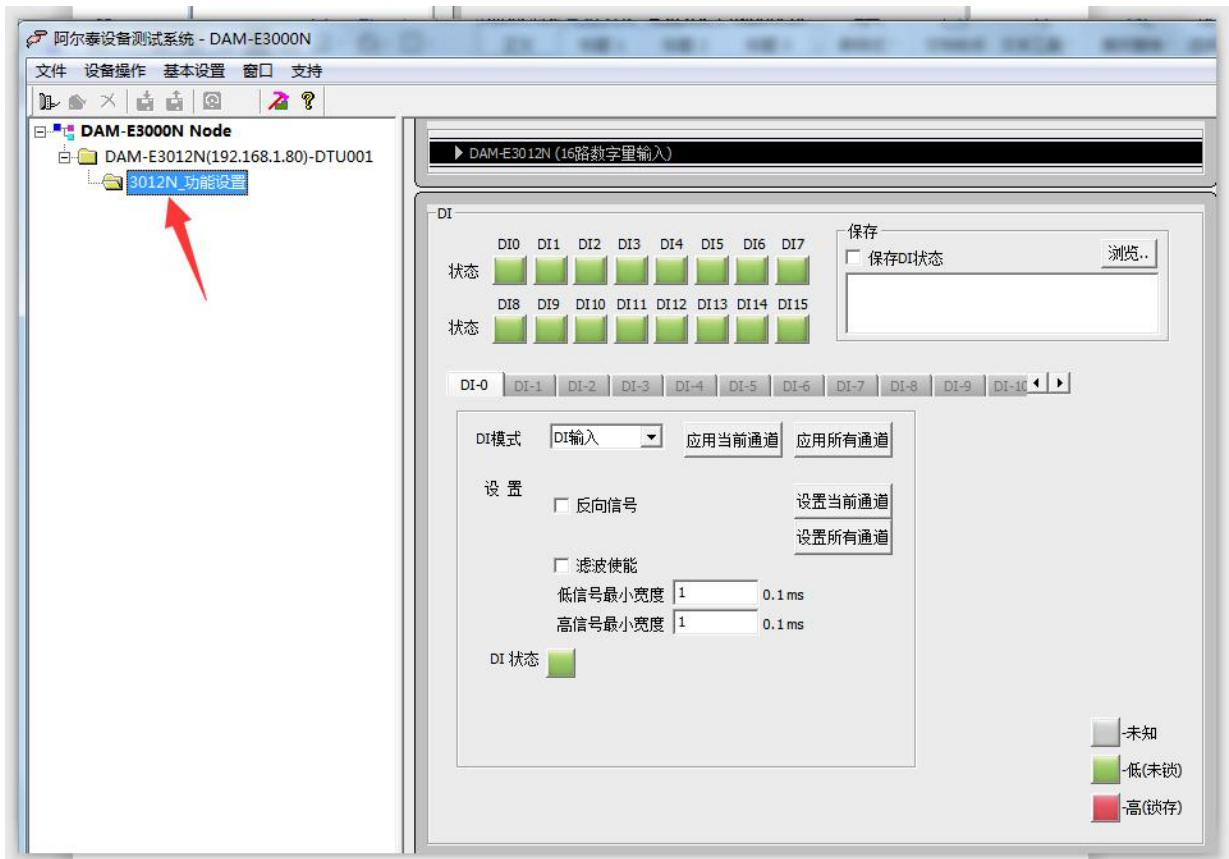 阿尔泰设备测试系统 - DAM-E3000N
文件 设备操作 基本设置 窗口 支持
DAM-E3000N Node
DAM-E3012N(192.168.1.80)-DTU001
3012N_功能设置
DAM-E3012N (16路数字里输入)
DI
DI0 DI1 DI2 DI3 DI4 DI5 DI6 DI7
状态
DI8 DI9 DI10 DI11 DI12 DI13 DI14 DI15
状态
保存
保存DI状态
浏览..
DI-0 DI-1 DI-2 DI-3 DI-4 DI-5 DI-6 DI-7 DI-8 DI-9 DI-10
DI模式 DI输入 应用当前通道 应用所有通道
设 置
反向信号 设置当前通道
设置所有通道
滤波使能
低信号最小宽度 1 0.1ms
高信号最小宽度 1 0.1ms
DI 状态
-未知
-低(未锁)
-高(锁存)